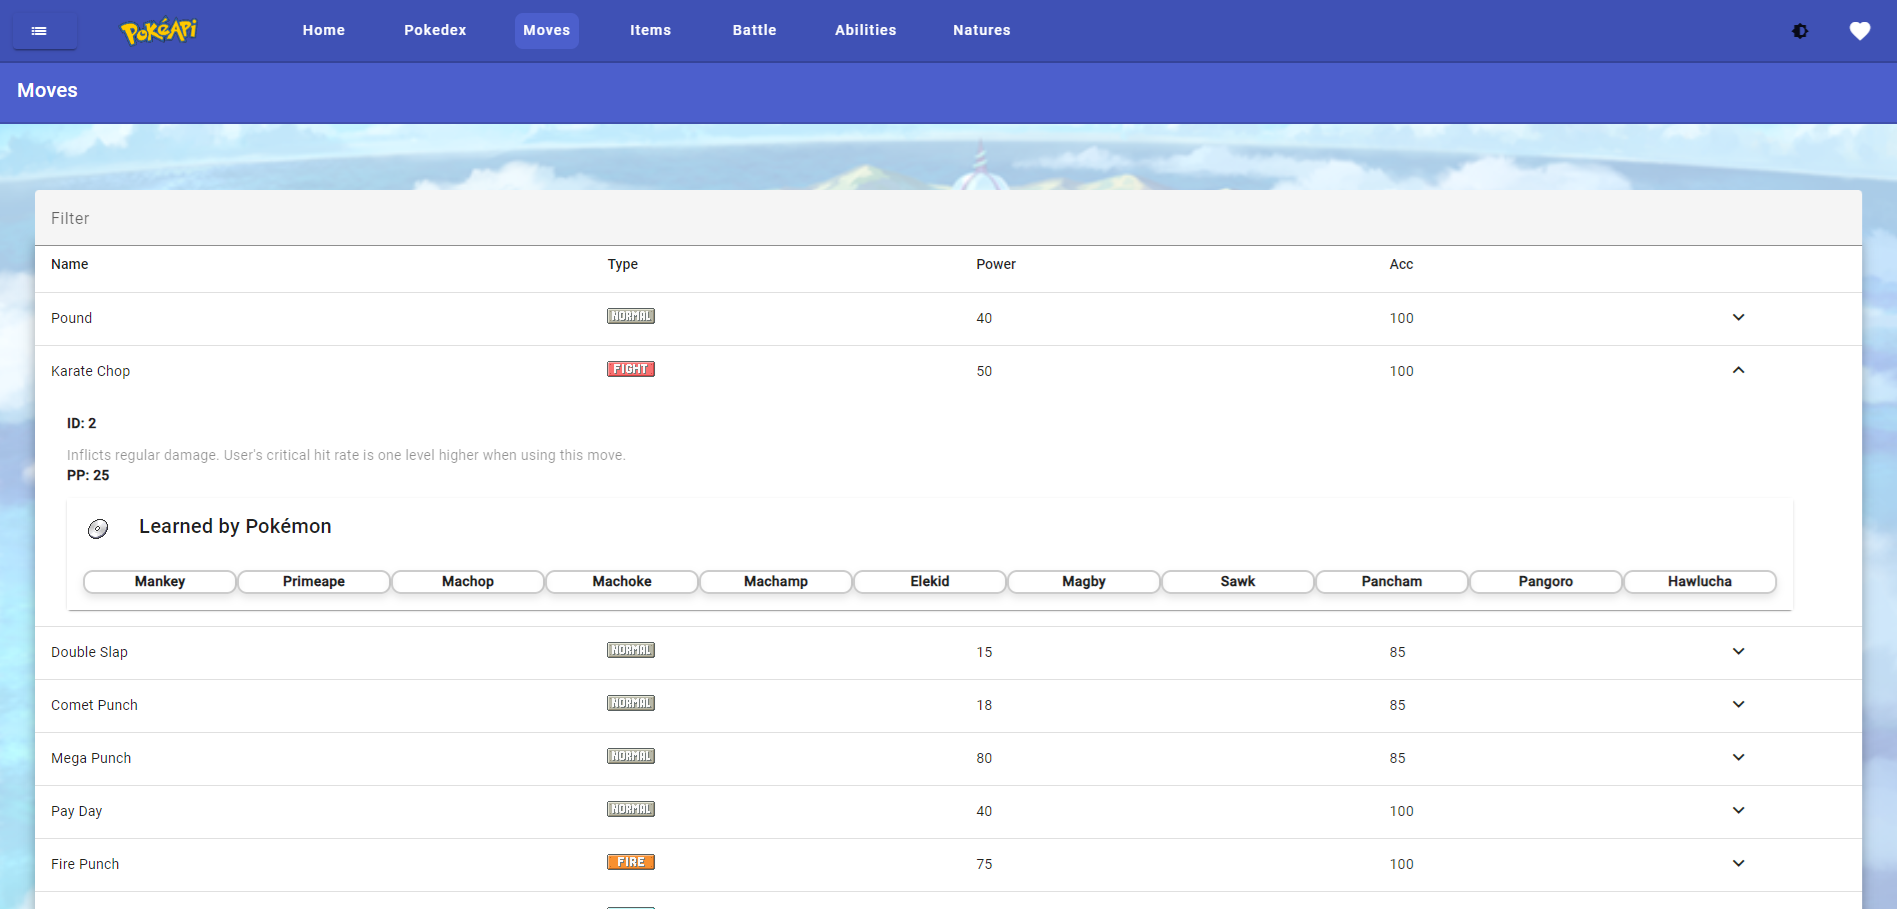 PokéAPi Home Pokedex Moves Items Battle Abilities Natures
Moves
Filter
Name Type Power Acc
Pound NORMAL 40 100
Karate Chop FIGHT 50 100
ID: 2
Inflicts regular damage. User's critical hit rate is one level higher when using this move.
PP: 25
Learned by Pokémon
Mankey Primeape Machop Machoke Machamp Elekid Magby Sawk Pancham Pangoro Hawlucha
Double Slap NORMAL 15 85
Comet Punch NORMAL 18 85
Mega Punch NORMAL 80 85
Pay Day NORMAL 40 100
Fire Punch FIRE 75 100